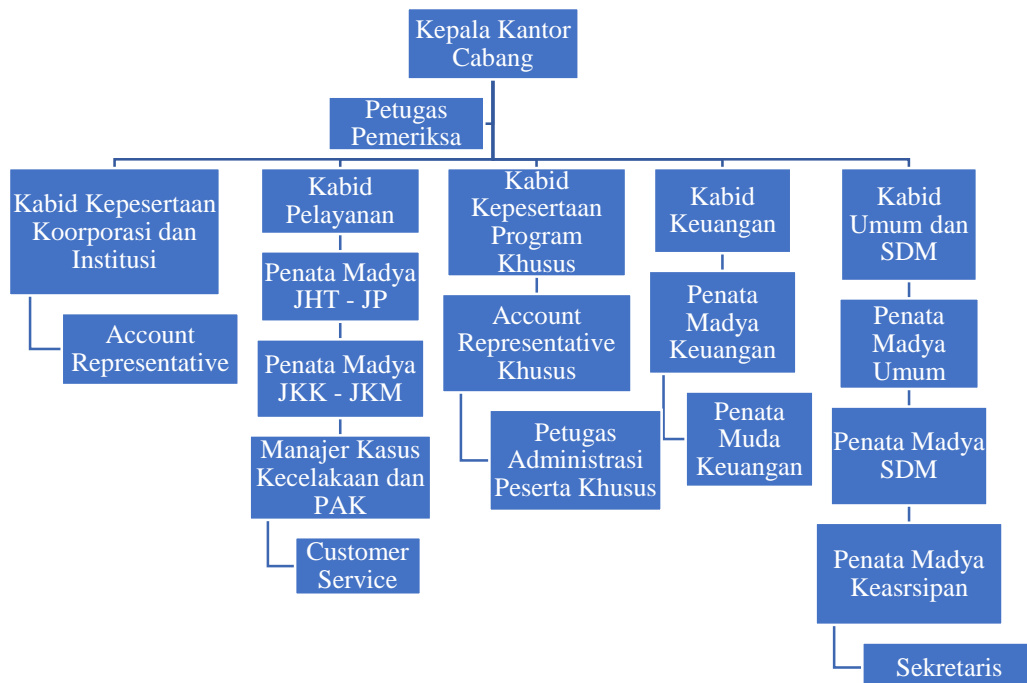 Kepala Kantor
Cabang
Petugas
Pemeriksa
Kabid Kepesertaan
Koorporasi dan
Institusi
Account
Representative
Kabid
Pelayanan
Penata Madya
JHT - JP
Penata Madya
JKK - JKM
Manajer Kasus
Kecelakaan dan
PAK
Customer
Service
Kabid
Kepesertaan
Program
Khusus
Account
Representative
Khusus
Petugas
Administrasi
Peserta Khusus
Kabid
Keuangan
Penata
Madya
Keuangan
Penata
Muda
Keuangan
Kabid
Umum dan
SDM
Penata
Madya
Umum
Penata Madya
SDM
Penata Madya
Keasrsipan
Sekretaris